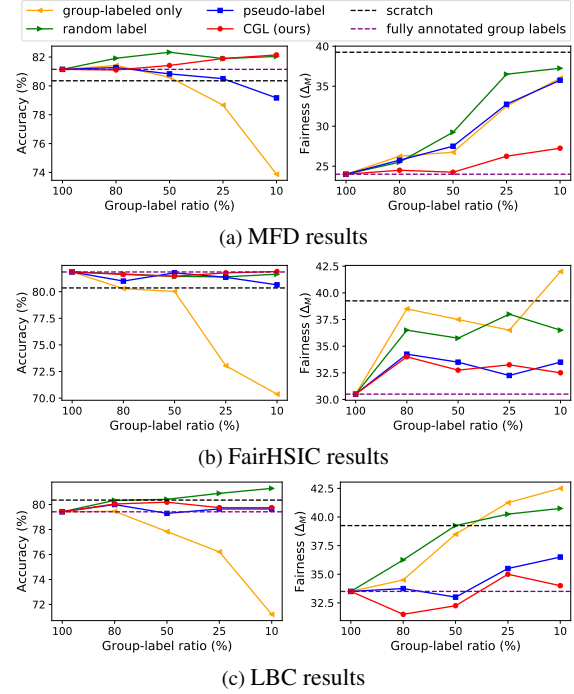 group-labeled only pseudo-label scratch
random label CGL (ours) fully annotated group labels
Accuracy (%)
84
82
80
78
76
74
100 80 50 25 10
Group-label ratio (%)
Fairness (Δ_M)
40
35
30
25
100 80 50 25 10
Group-label ratio (%)
(a) MFD results
Accuracy (%)
80.0
77.5
75.0
72.5
70.0
100 80 50 25 10
Group-label ratio (%)
Fairness (Δ_M)
42.5
40.0
37.5
35.0
32.5
30.0
100 80 50 25 10
Group-label ratio (%)
(b) FairHSIC results
Accuracy (%)
80
78
76
74
72
100 80 50 25 10
Group-label ratio (%)
Fairness (Δ_M)
42.5
40.0
37.5
35.0
32.5
100 80 50 25 10
Group-label ratio (%)
(c) LBC results